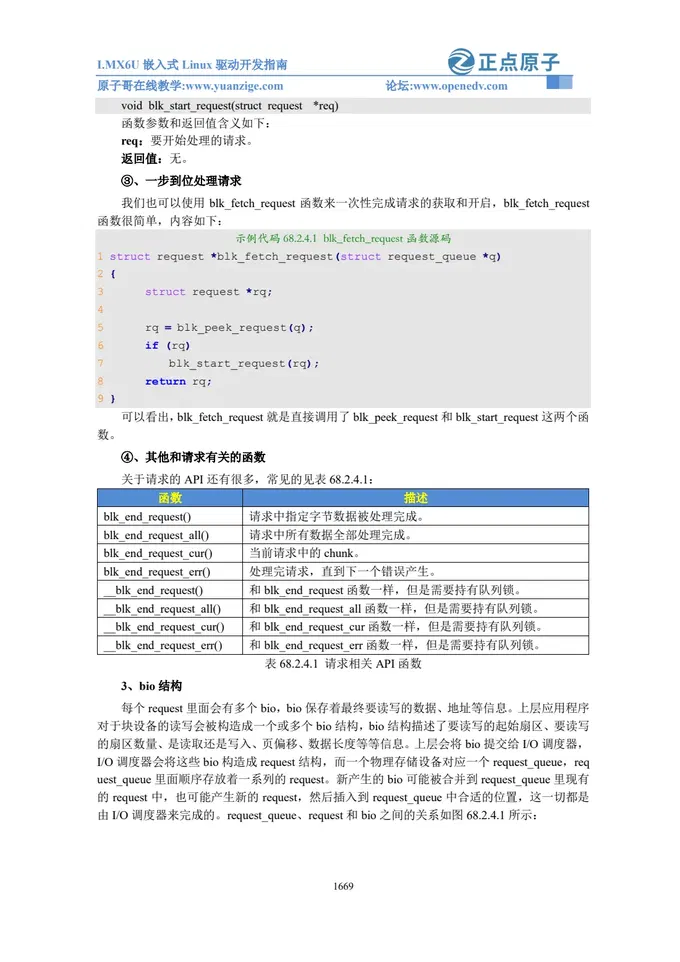 I.MX6U 嵌入式 Linux 驱动开发指南
正点原子
原子哥在线教学:www.yuanzige.com 论坛:www.openedv.com
void blk_start_request(struct request *req)
函数参数和返回值含义如下：
req：要开始处理的请求。
返回值：无。
③、一步到位处理请求
我们也可以使用 blk_fetch_request 函数来一次性完成请求的获取和开启，blk_fetch_request
函数很简单，内容如下：
示例代码 68.2.4.1 blk_fetch_request 函数源码
1 struct request *blk_fetch_request(struct request_queue *q)
2 {
3 struct request *rq;
4
5 rq = blk_peek_request(q);
6 if (rq)
7 blk_start_request(rq);
8 return rq;
9 }
可以看出，blk_fetch_request 就是直接调用了 blk_peek_request 和 blk_start_request 这两个函
数。
④、其他和请求有关的函数
关于请求的 API 还有很多，常见的见表 68.2.4.1：
函数 描述
blk_end_request() 请求中指定字节数据被处理完成。
blk_end_request_all() 请求中所有数据全部处理完成。
blk_end_request_cur() 当前请求中的 chunk。
blk_end_request_err() 处理完请求，直到下一个错误产生。
__blk_end_request() 和 blk_end_request 函数一样，但是需要持有队列锁。
__blk_end_request_all() 和 blk_end_request_all 函数一样，但是需要持有队列锁。
__blk_end_request_cur() 和 blk_end_request_cur 函数一样，但是需要持有队列锁。
__blk_end_request_err() 和 blk_end_request_err 函数一样，但是需要持有队列锁。
表 68.2.4.1 请求相关 API 函数
3、bio 结构
每个 request 里面会有多个 bio，bio 保存着最终要读写的数据、地址等信息。上层应用程序
对于块设备的读写会被构造成一个或多个 bio 结构，bio 结构描述了要读写的起始扇区、要读写
的扇区数量、是读取还是写入、页偏移、数据长度等等信息。上层会将 bio 提交给 I/O 调度器，
I/O 调度器会将这些 bio 构造成 request 结构，而一个物理存储设备对应一个 request_queue，req
uest_queue 里面顺序存放着一系列的 request。新产生的 bio 可能被合并到 request_queue 里现有
的 request 中，也可能产生新的 request，然后插入到 request_queue 中合适的位置，这一切都是
由 I/O 调度器来完成的。request_queue、request 和 bio 之间的关系如图 68.2.4.1 所示：
1669